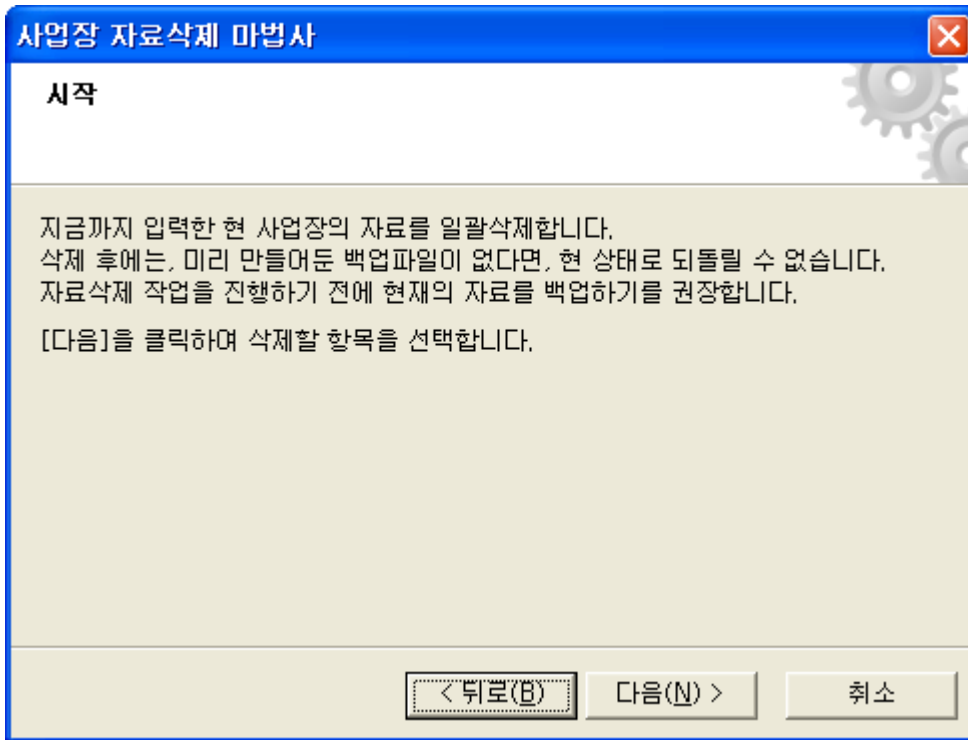 사업장 자료삭제 마법사
시작
지금까지 입력한 현 사업장의 자료를 일괄삭제합니다.
삭제 후에는, 미리 만들어둔 백업파일이 없다면, 현 상태로 되돌릴 수 없습니다.
자료삭제 작업을 진행하기 전에 현재의 자료를 백업하기를 권장합니다.
[다음]을 클릭하여 삭제할 항목을 선택합니다.
< 뒤로(B) 다음(N) > 취소